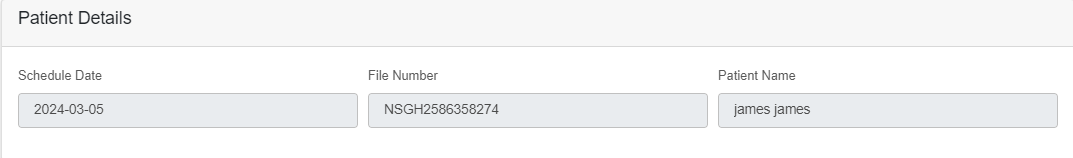 Patient Details
Schedule Date File Number Patient Name
2024-03-05 NSGH2586358274 james james